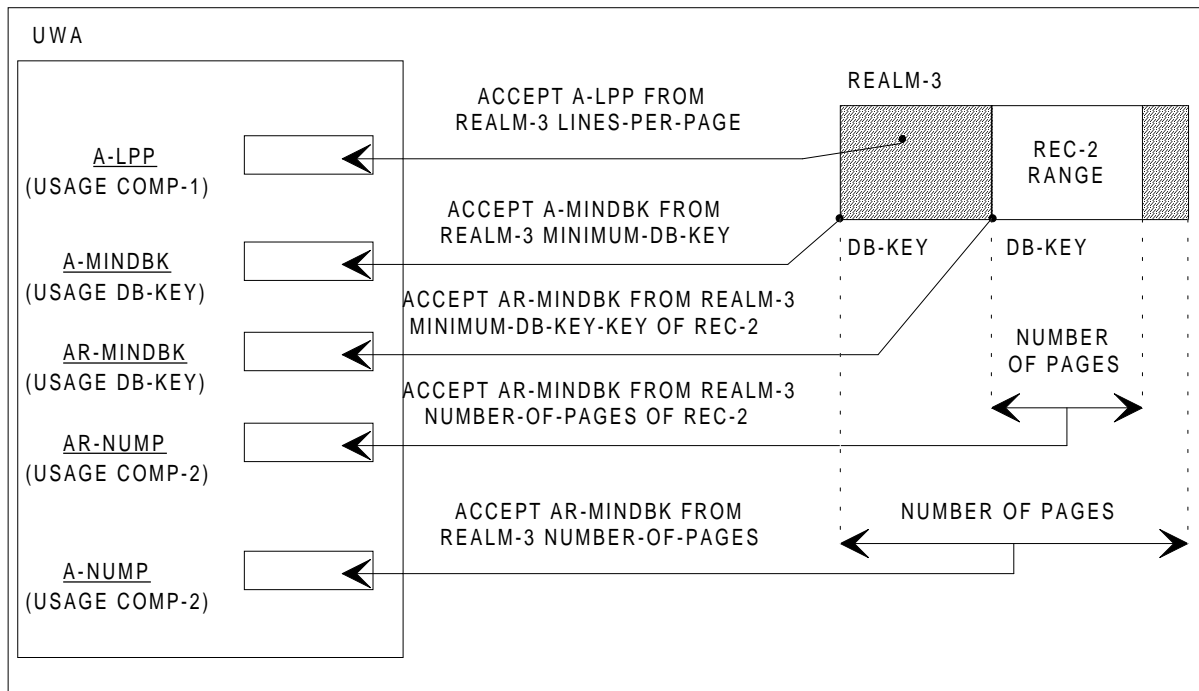 UWA
A-LPP
(USAGE COMP-1)
A-MINDBK
(USAGE DB-KEY)
AR-MINDBK
(USAGE DB-KEY)
AR-NUMP
(USAGE COMP-2)
A-NUMP
(USAGE COMP-2)
ACCEPT A-LPP FROM
REALM-3 LINES-PER-PAGE
ACCEPT A-MINDBK FROM
REALM-3 MINIMUM-DB-KEY
ACCEPT AR-MINDBK FROM REALM-3
MINIMUM-DB-KEY-KEY OF REC-2
ACCEPT AR-MINDBK FROM REALM-3
NUMBER-OF-PAGES OF REC-2
ACCEPT AR-MINDBK FROM
REALM-3 NUMBER-OF-PAGES
REALM-3
REC-2
RANGE
DB-KEY
DB-KEY
NUMBER
OF PAGES
NUMBER OF PAGES